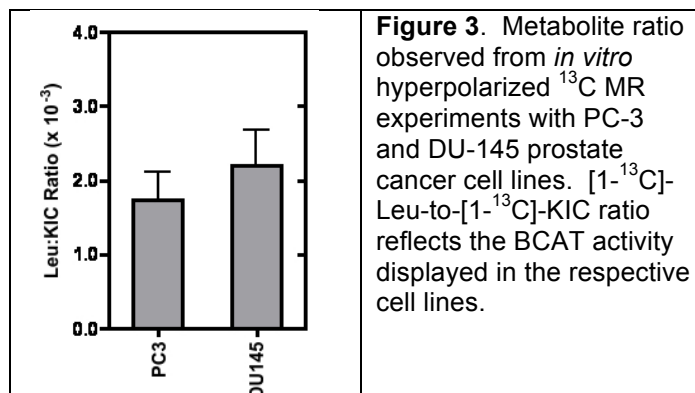 4.0
3.0
2.0
1.0
0.0
Leu:KIC Ratio (x 10⁻³)
PC3
DU145
Figure 3. Metabolite ratio
observed from in vitro
hyperpolarized ¹³C MR
experiments with PC-3
and DU-145 prostate
cancer cell lines. [1-¹³C]-
Leu-to-[1-¹³C]-KIC ratio
reflects the BCAT activity
displayed in the respective
cell lines.